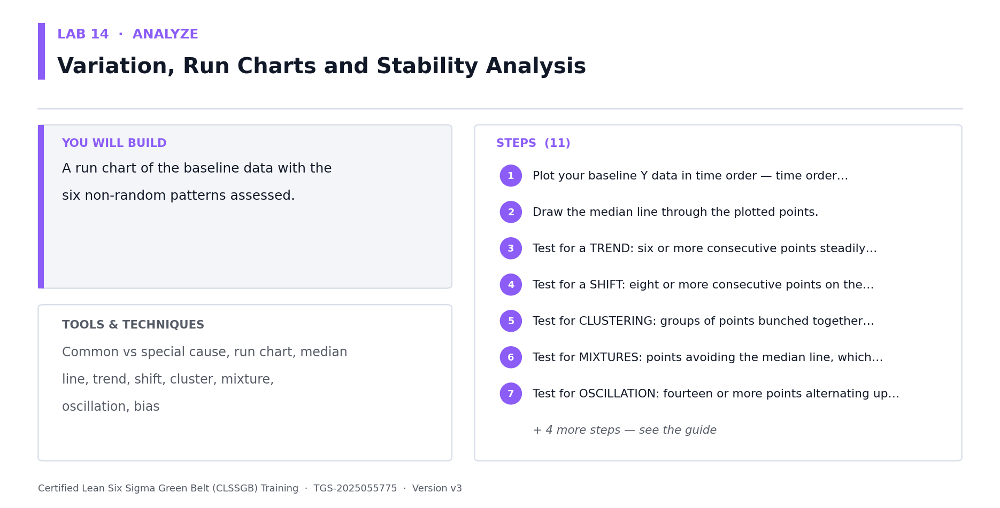 LAB 14 · ANALYZE
Variation, Run Charts and Stability Analysis
YOU WILL BUILD
A run chart of the baseline data with the
six non-random patterns assessed.
TOOLS & TECHNIQUES
Common vs special cause, run chart, median
line, trend, shift, cluster, mixture,
oscillation, bias
STEPS (11)
1 Plot your baseline Y data in time order — time order…
2 Draw the median line through the plotted points.
3 Test for a TREND: six or more consecutive points steadily…
4 Test for a SHIFT: eight or more consecutive points on the…
5 Test for CLUSTERING: groups of points bunched together…
6 Test for MIXTURES: points avoiding the median line, which…
7 Test for OSCILLATION: fourteen or more points alternating up…
+ 4 more steps — see the guide
Certified Lean Six Sigma Green Belt (CLSSGB) Training · TGS-2025055775 · Version v3